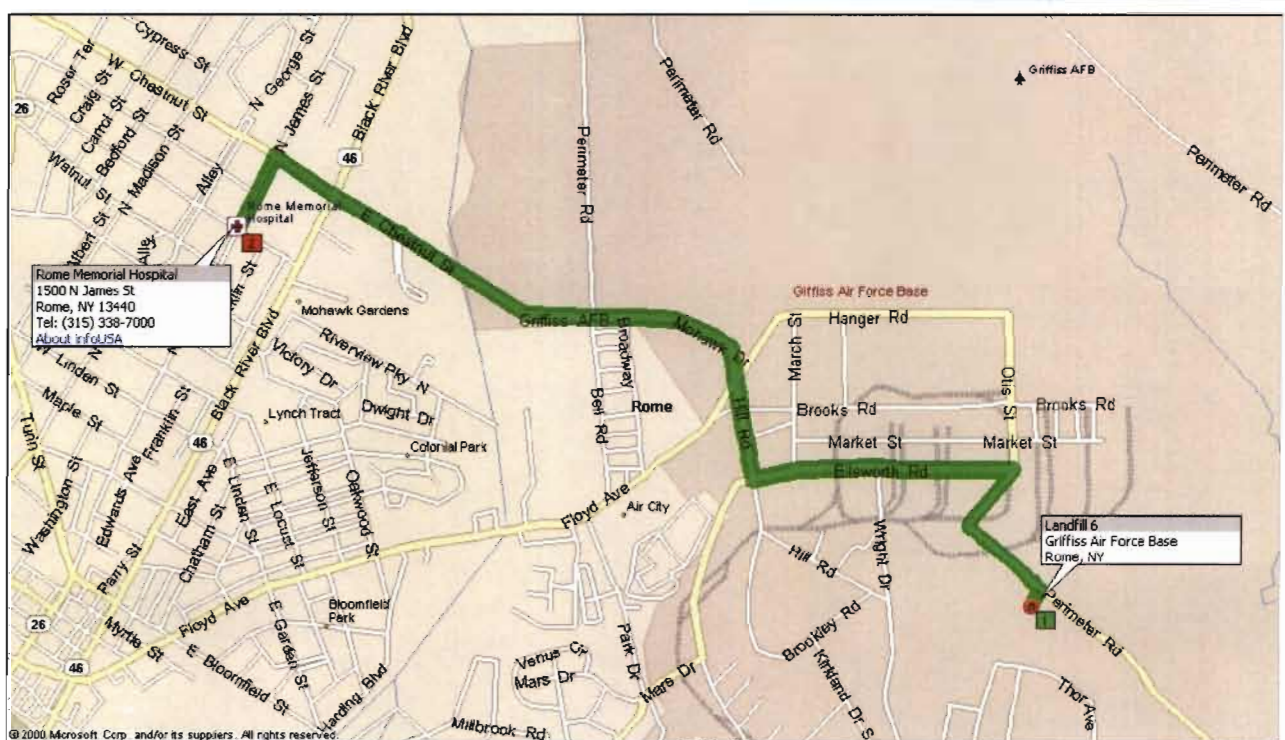 Cypress St
Roser Ter
W Chestnut St
Craig St
Carrol St
Bedford St
N Madison St
N George St
N James St
Black River Blvd
26
Walnut St
Alley
46
Perimeter Rd
Perimeter Rd
Griffiss AFB
Perimeter Rd
Rome Memorial
Hospital
2
E Chestnut St
Albert St
Alley
Rome Memorial Hospital
1500 N James St
Rome, NY 13440
Tel: (315) 338-7000
About infoUSA
Mohawk Gardens
Griffiss AFB
Mohawk Dr
Giffiss Air Force Base
Hanger Rd
March St
Otis St
Riverview Pky N
Victory Dr
Dwight Dr
Broadway
Bell Rd
Rome
Hill Rd
Brooks Rd
Brooks Rd
Market St
Market St
Ellsworth Rd
W Linden St
Maple St
Turin St
Black River Blvd
46
Lynch Tract
Colonial Park
Franklin St
Edwards Ave
Washington St
East Ave
E Linden St
Jefferson St
Oakwood St
E Locust St
Chatham St
Parry St
Floyd Ave
Air City
Hill Rd
Wright Dr
Landfill 6
Griffiss Air Force Base
Rome, NY
Perimeter Rd
1
Floyd Ave
Bloomfield
Park
26
Myrtle St
E Bloomfield St
E Garden St
Harding Blvd
46
Venus Cr
Mars Dr
Park Dr
Mars Dr
Millbrook Rd
Brookley Rd
Kirkland Dr S
Thor Ave
© 2000 Microsoft Corp. and/or its suppliers. All rights reserved.